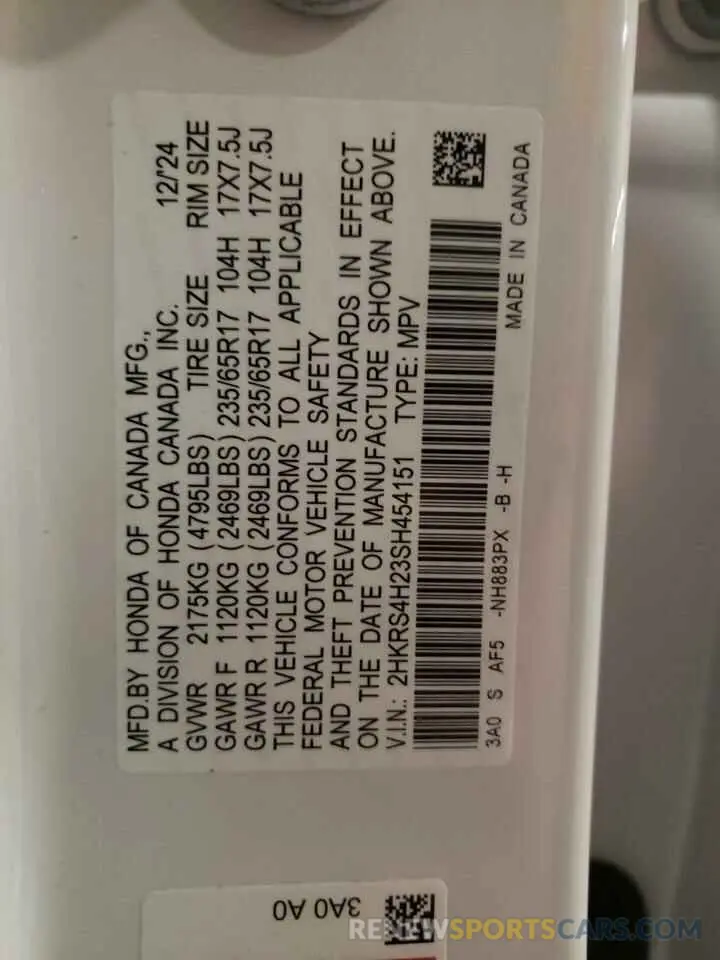 MFD.BY HONDA OF CANADA MFG.,
A DIVISION OF HONDA CANADA INC. 12/'24
GVWR 2175KG (4795LBS) TIRE SIZE RIM SIZE
GAWR F 1120KG (2469LBS) 235/65R17 104H 17X7.5J
GAWR R 1120KG (2469LBS) 235/65R17 104H 17X7.5J
THIS VEHICLE CONFORMS TO ALL APPLICABLE
FEDERAL MOTOR VEHICLE SAFETY
AND THEFT PREVENTION STANDARDS IN EFFECT
ON THE DATE OF MANUFACTURE SHOWN ABOVE.
V.I.N.: 2HKRS4H23SH454151 TYPE: MPV
3A0 S AF5 -NH883PX -B -H
MADE IN CANADA
3A0 A0
RENEWSPORTSCARS.COM